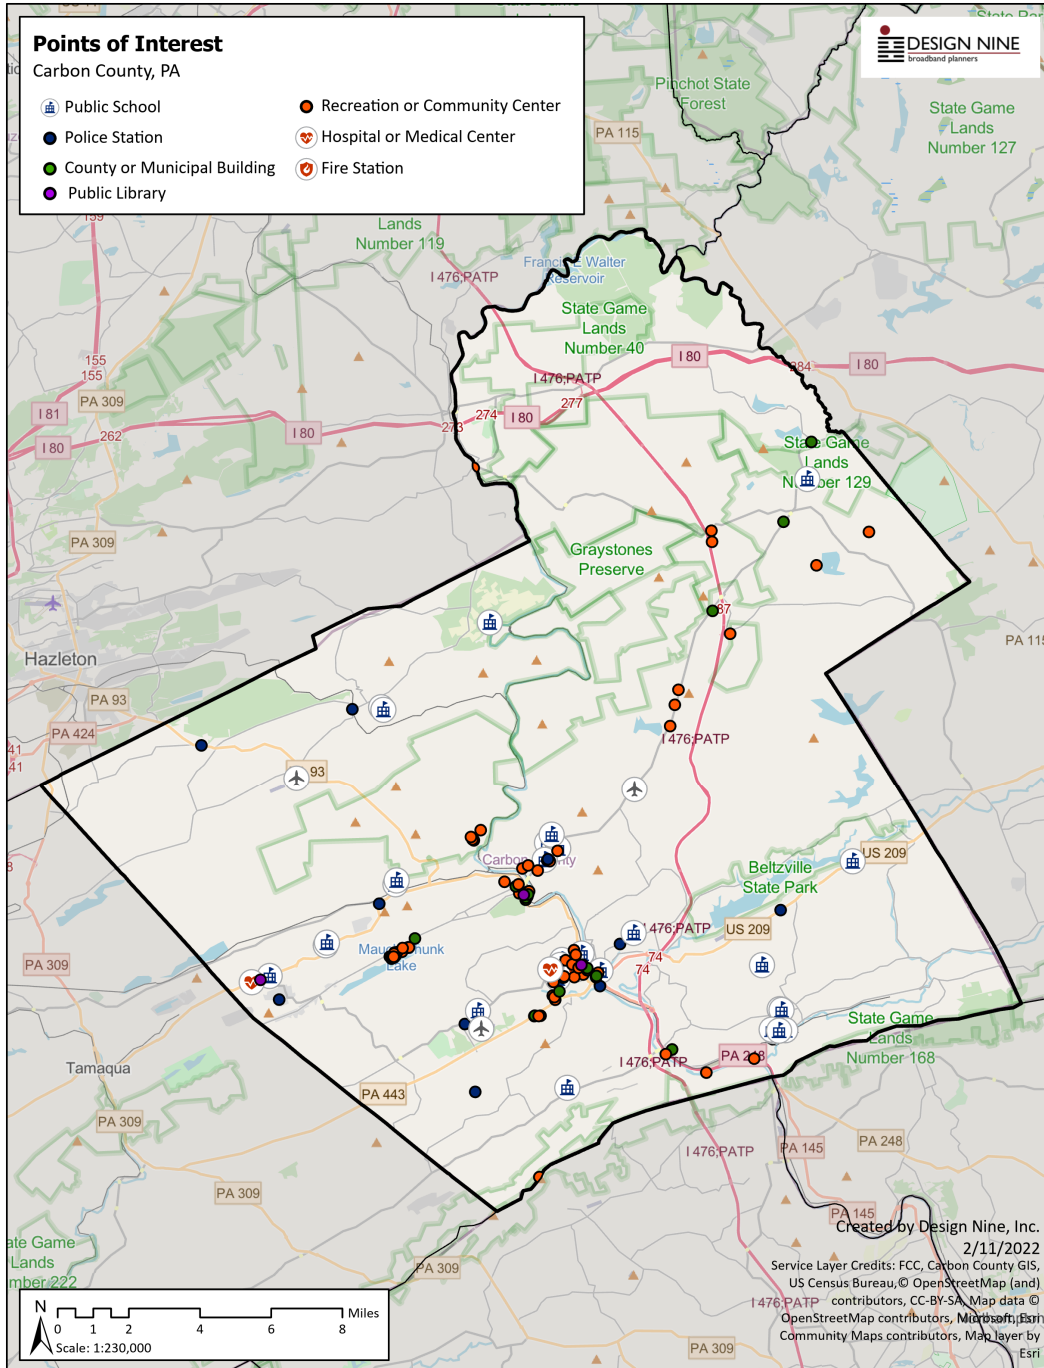 Points of Interest
Carbon County, PA
Public School
Police Station
County or Municipal Building
Public Library
Recreation or Community Center
Hospital or Medical Center
Fire Station
DESIGN NINE
broadband planners
Pinchot State
Forest
PA 115
State Game
Lands
Number 127
159
Lands
Number 119
I 476;PATP
Francis E Walter
Reservoir
State Game
Lands
Number 40
I 80
284
I 80
155
155
I 476;PATP
PA 309
277
274
I 81
I 80
I 80
273
262
I 80
State Game
Lands
Number 129
PA 309
Graystones
Preserve
87
PA 115
Hazleton
PA 93
PA 424
41
41
I 476;PATP
93
Carbon County
US 209
Beltzville
State Park
US 209
I 476;PATP
Mauch Chunk
Lake
74
74
PA 309
State Game
Lands
Number 168
PA 248
I 476;PATP
Tamaqua
PA 443
PA 309
I 476;PATP
PA 145
PA 248
PA 309
PA 145
ate Game
Lands
mber 222
PA 309
I 476;PATP
PA 309
Created by Design Nine, Inc.
2/11/2022
Service Layer Credits: FCC, Carbon County GIS,
US Census Bureau,© OpenStreetMap (and)
contributors, CC-BY-SA, Map data ©
OpenStreetMap contributors, Microsoft, Esri
Community Maps contributors, Map layer by
Esri
N
Miles
0 1 2 4 6 8
Scale: 1:230,000